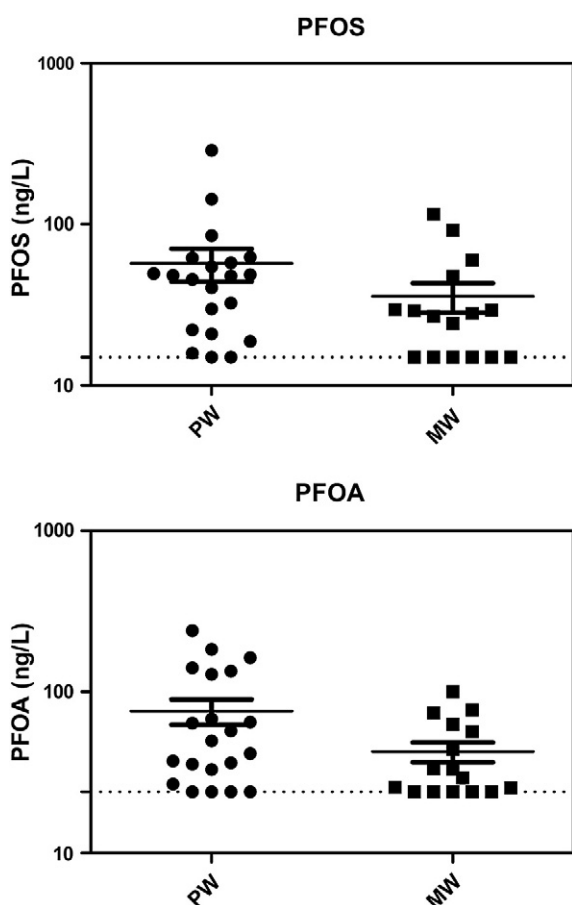 PFOS
1000
100
10
PFOS (ng/L)
PW
MW
PFOA
1000
100
10
PFOA (ng/L)
PW
MW